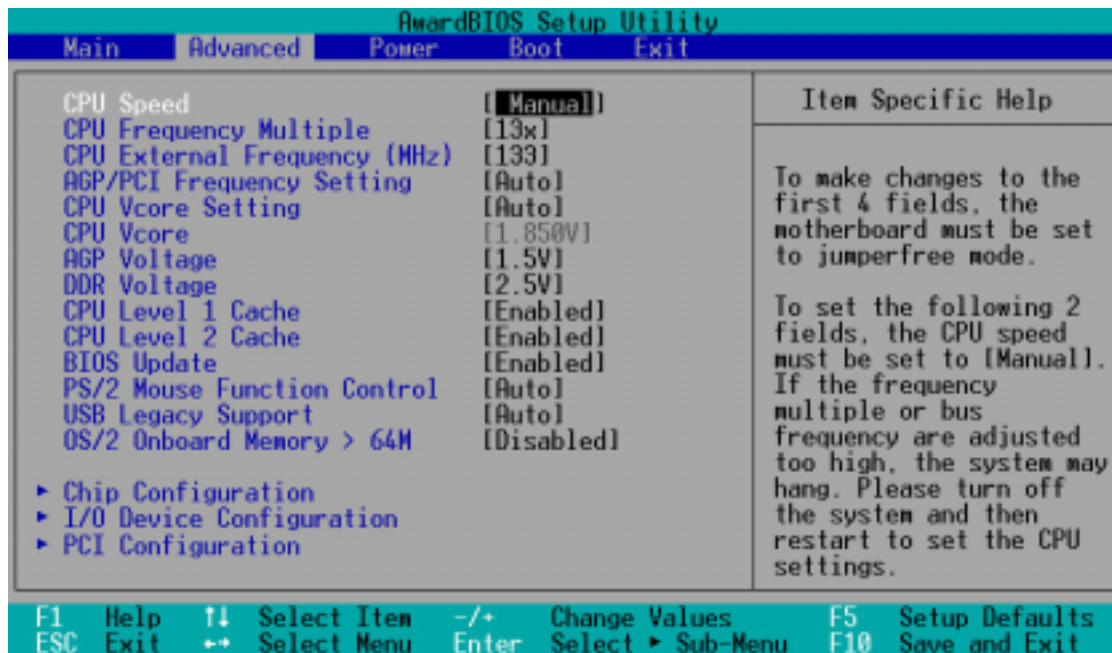 AwardBIOS Setup Utility
Main Advanced Power Boot Exit
CPU Speed [ Manual]
CPU Frequency Multiple [13x]
CPU External Frequency (MHz) [133]
AGP/PCI Frequency Setting [Auto]
CPU Vcore Setting [Auto]
CPU Vcore [1.850V]
AGP Voltage [1.5V]
DDR Voltage [2.5V]
CPU Level 1 Cache [Enabled]
CPU Level 2 Cache [Enabled]
BIOS Update [Enabled]
PS/2 Mouse Function Control [Auto]
USB Legacy Support [Auto]
OS/2 Onboard Memory > 64M [Disabled]
► Chip Configuration
► I/O Device Configuration
► PCI Configuration
Item Specific Help
To make changes to the
first 4 fields, the
motherboard must be set
to jumperfree mode.
To set the following 2
fields, the CPU speed
must be set to [Manual].
If the frequency
multiple or bus
frequency are adjusted
too high, the system may
hang. Please turn off
the system and then
restart to set the CPU
settings.
F1 Help ↑↓ Select Item -/+ Change Values F5 Setup Defaults
ESC Exit ←→ Select Menu Enter Select ► Sub-Menu F10 Save and Exit